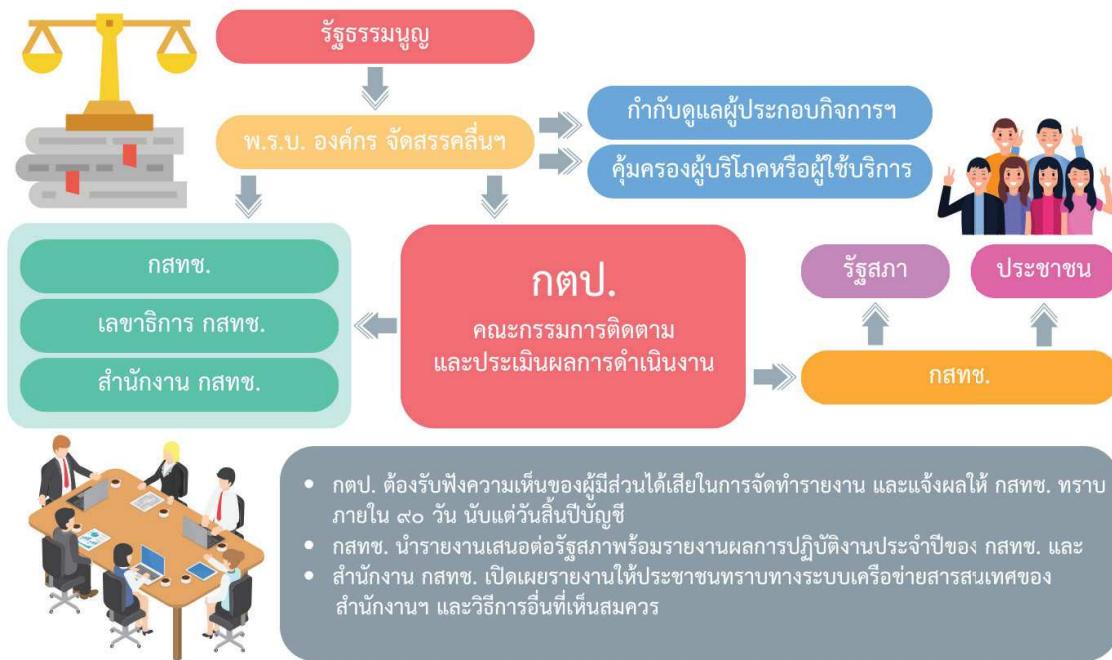 รัฐธรรมนูญ
พ.ร.บ. องค์กร จัดสรรคลื่นฯ
กำกับดูแลผู้ประกอบกิจการฯ
คุ้มครองผู้บริโภคหรือผู้ใช้บริการ
กสทช.
เลขาธิการ กสทช.
สำนักงาน กสทช.
กตป.
คณะกรรมการติดตาม
และประเมินผลการดำเนินงาน
รัฐสภา
ประชาชน
กสทช.
• กตป. ต้องรับฟังความเห็นของผู้มีส่วนได้เสียในการจัดทำรายงาน และแจ้งผลให้ กสทช. ทราบ
ภายใน ๙๐ วัน นับแต่วันสิ้นปีบัญชี
• กสทช. นำรายงานเสนอต่อรัฐสภาพร้อมรายงานผลการปฏิบัติงานประจำปีของ กสทช. และ
• สำนักงาน กสทช. เปิดเผยรายงานให้ประชาชนทราบทางระบบเครือข่ายสารสนเทศของ
สำนักงานฯ และวิธีการอื่นที่เห็นสมควร